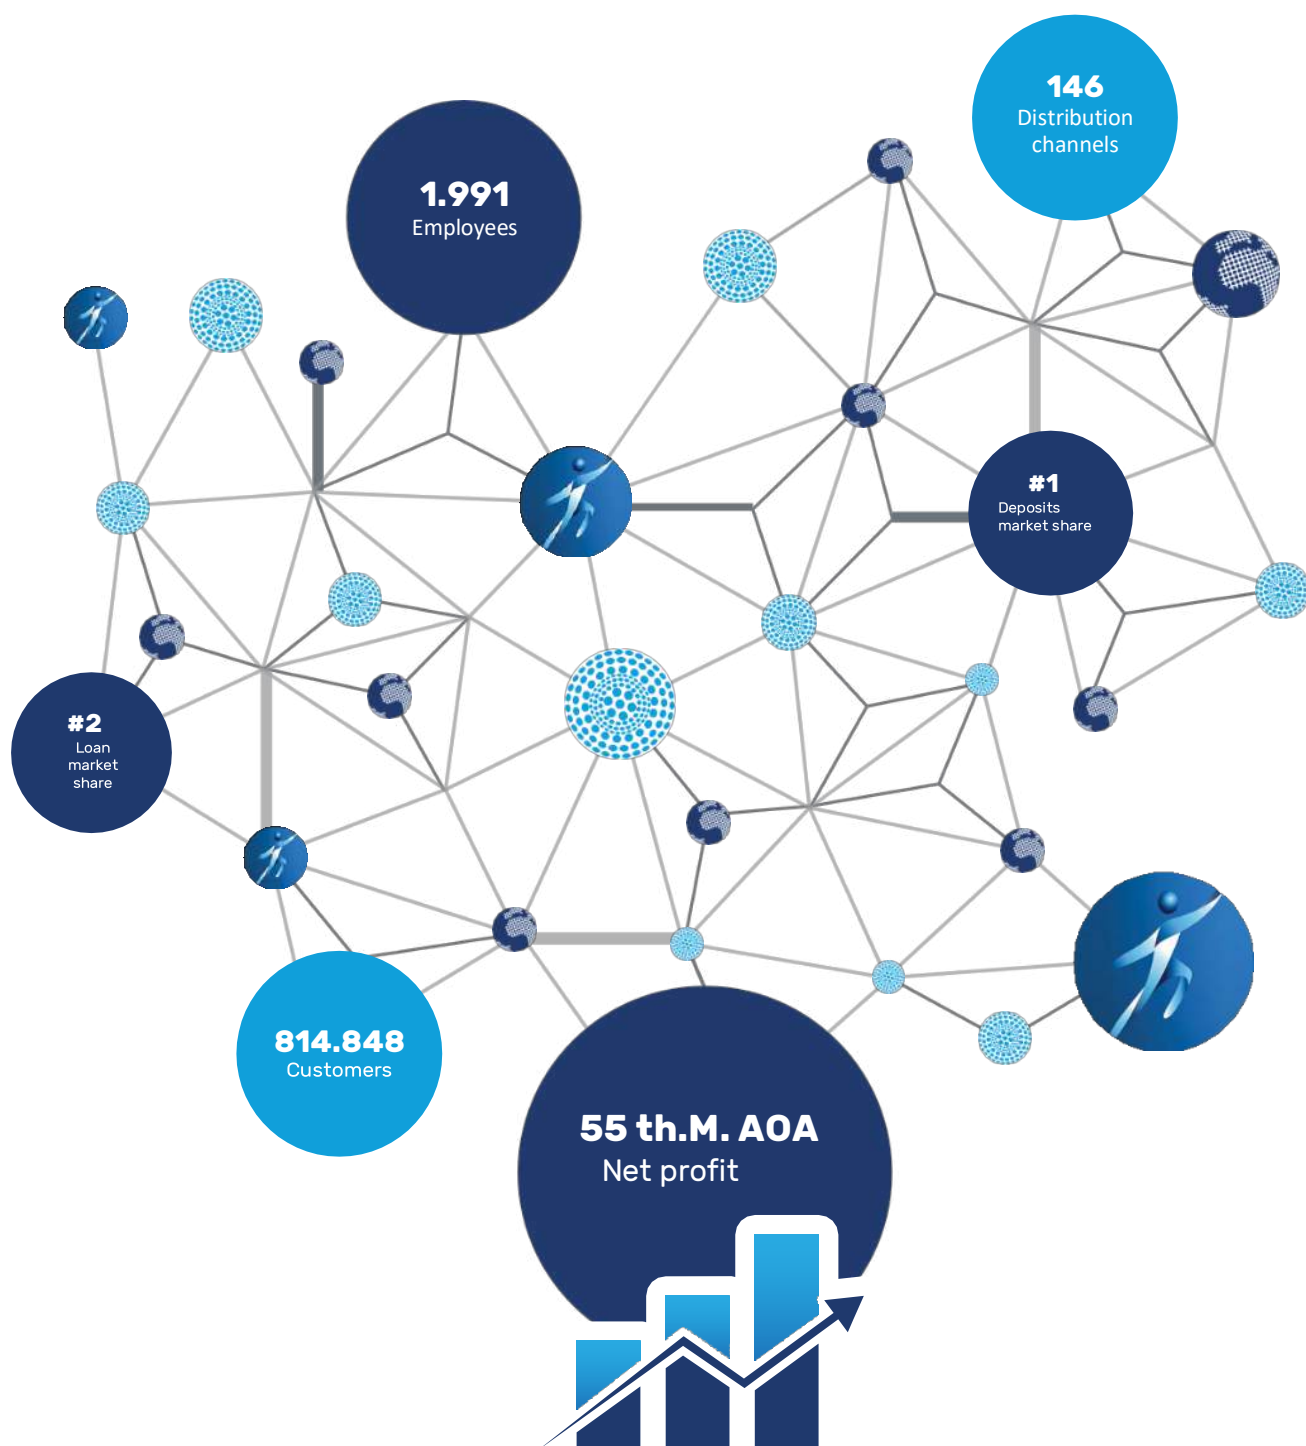 146
Distribution
channels
1.991
Employees
#1
Deposits
market share
#2
Loan
market
share
814.848
Customers
55 th.M. AOA
Net profit